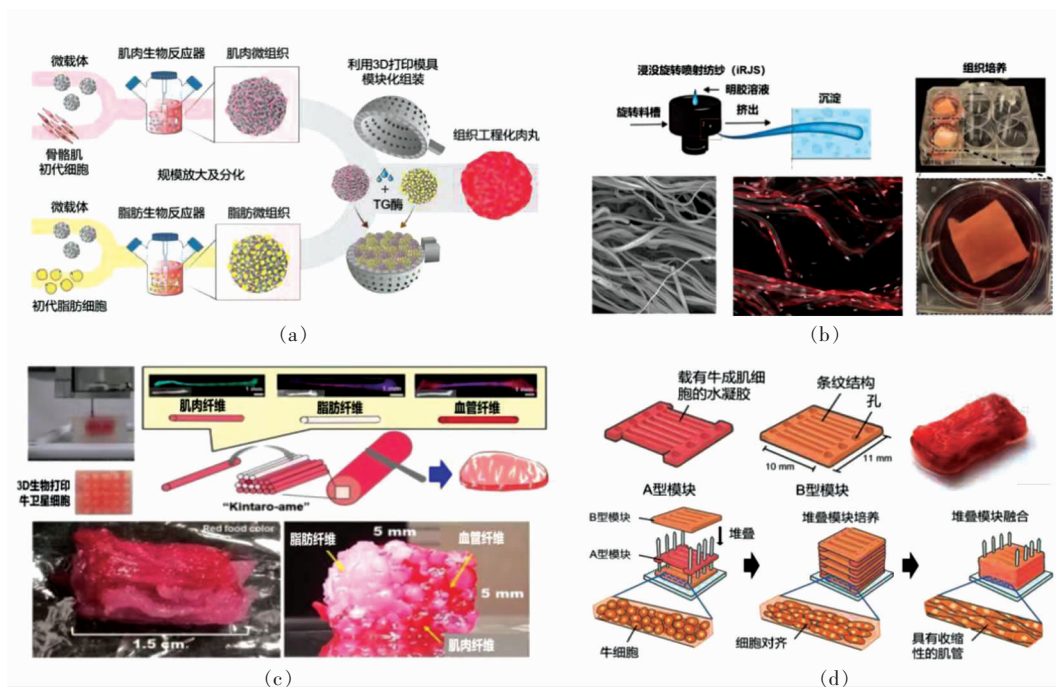 微载体
肌肉生物反应器
肌肉微组织
骨骼肌
初代细胞
规模放大及分化
微载体
脂肪生物反应器
脂肪微组织
初代脂肪细胞
利用3D打印模具
模块化组装
+
TG酶
组织工程化肉丸
(a)
浸没旋转喷射纺纱（iRJS）
明胶溶液
旋转料槽
挤出
沉淀
组织培养
(b)
肌肉纤维
脂肪纤维
血管纤维
1 mm
1 mm
1 mm
3D生物打印
牛卫星细胞
"Kintaro-ame"
Red food color
1.5 cm
脂肪纤维
5 mm
血管纤维
5 mm
肌肉纤维
(c)
载有牛成肌细
胞的水凝胶
条纹结构
孔
10 mm
11 mm
A型模块
B型模块
B型模块
堆叠
A型模块
牛细胞
堆叠模块培养
细胞对齐
堆叠模块融合
具有收缩
性的肌管
(d)